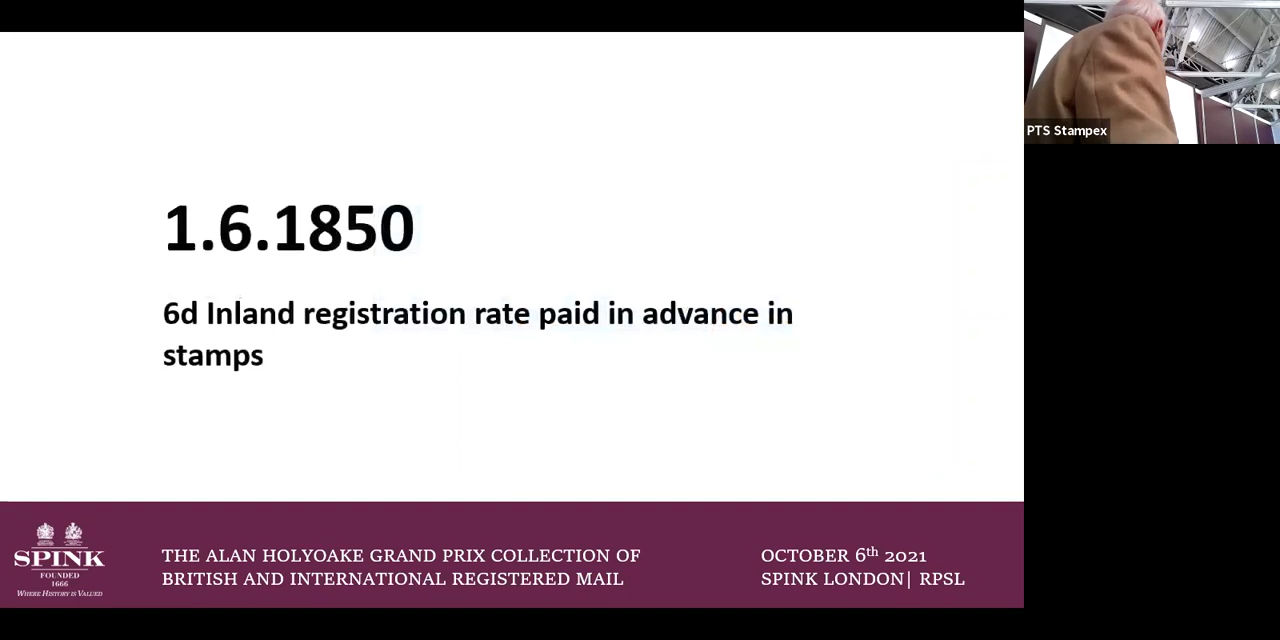 PTS Stampex
1.6.1850
6d Inland registration rate paid in advance in
stamps
SPINK
FOUNDED
1666
WHERE HISTORY IS VALUED
THE ALAN HOLYOAKE GRAND PRIX COLLECTION OF
BRITISH AND INTERNATIONAL REGISTERED MAIL
OCTOBER 6th 2021
SPINK LONDON| RPSL